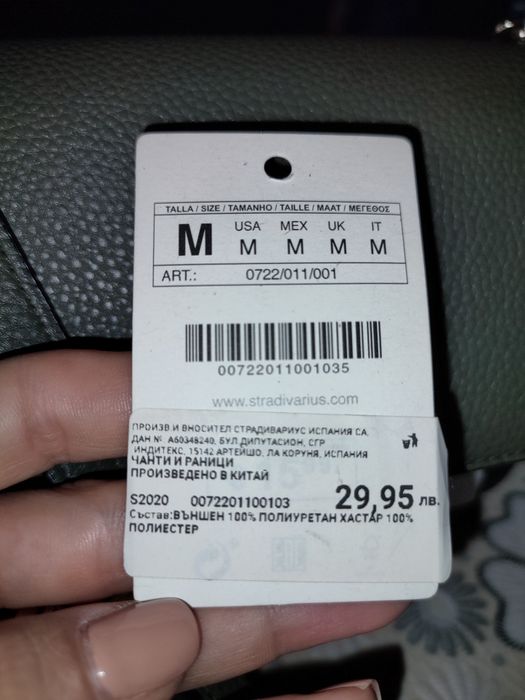 TALLA / SIZE / TAMANHO / TAILLE / MAAT / ΜΕΓΕΘΟΣ
M USA MEX UK IT
M M M M
ART.: 0722/011/001
00722011001035
www.stradivarius.com
ПРОИЗВ.И ВНОСИТЕЛ СТРАДИВАРИУС ИСПАНИЯ СА,
ДАН № A60348240, БУЛ.ДИПУТАСИОН, СГР
ИНДИТЕКС, 15142 АРТЕЙШО, ЛА КОРУНЯ, ИСПАНИЯ
ЧАНТИ И РАНИЦИ
ПРОИЗВЕДЕНО В КИТАЙ
S2020 0072201100103 29,95 лв.
Състав:ВЪНШЕН 100% ПОЛИУРЕТАН ХАСТАР 100%
ПОЛИЕСТЕР